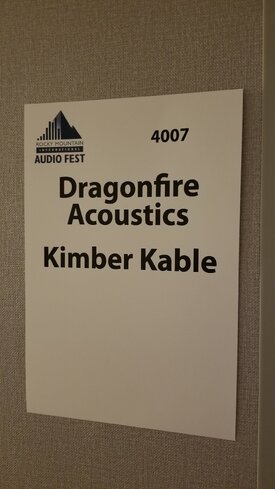 ROCKY MOUNTAIN
INTERNATIONAL
AUDIO FEST
4007
Dragonfire
Acoustics
Kimber Kable